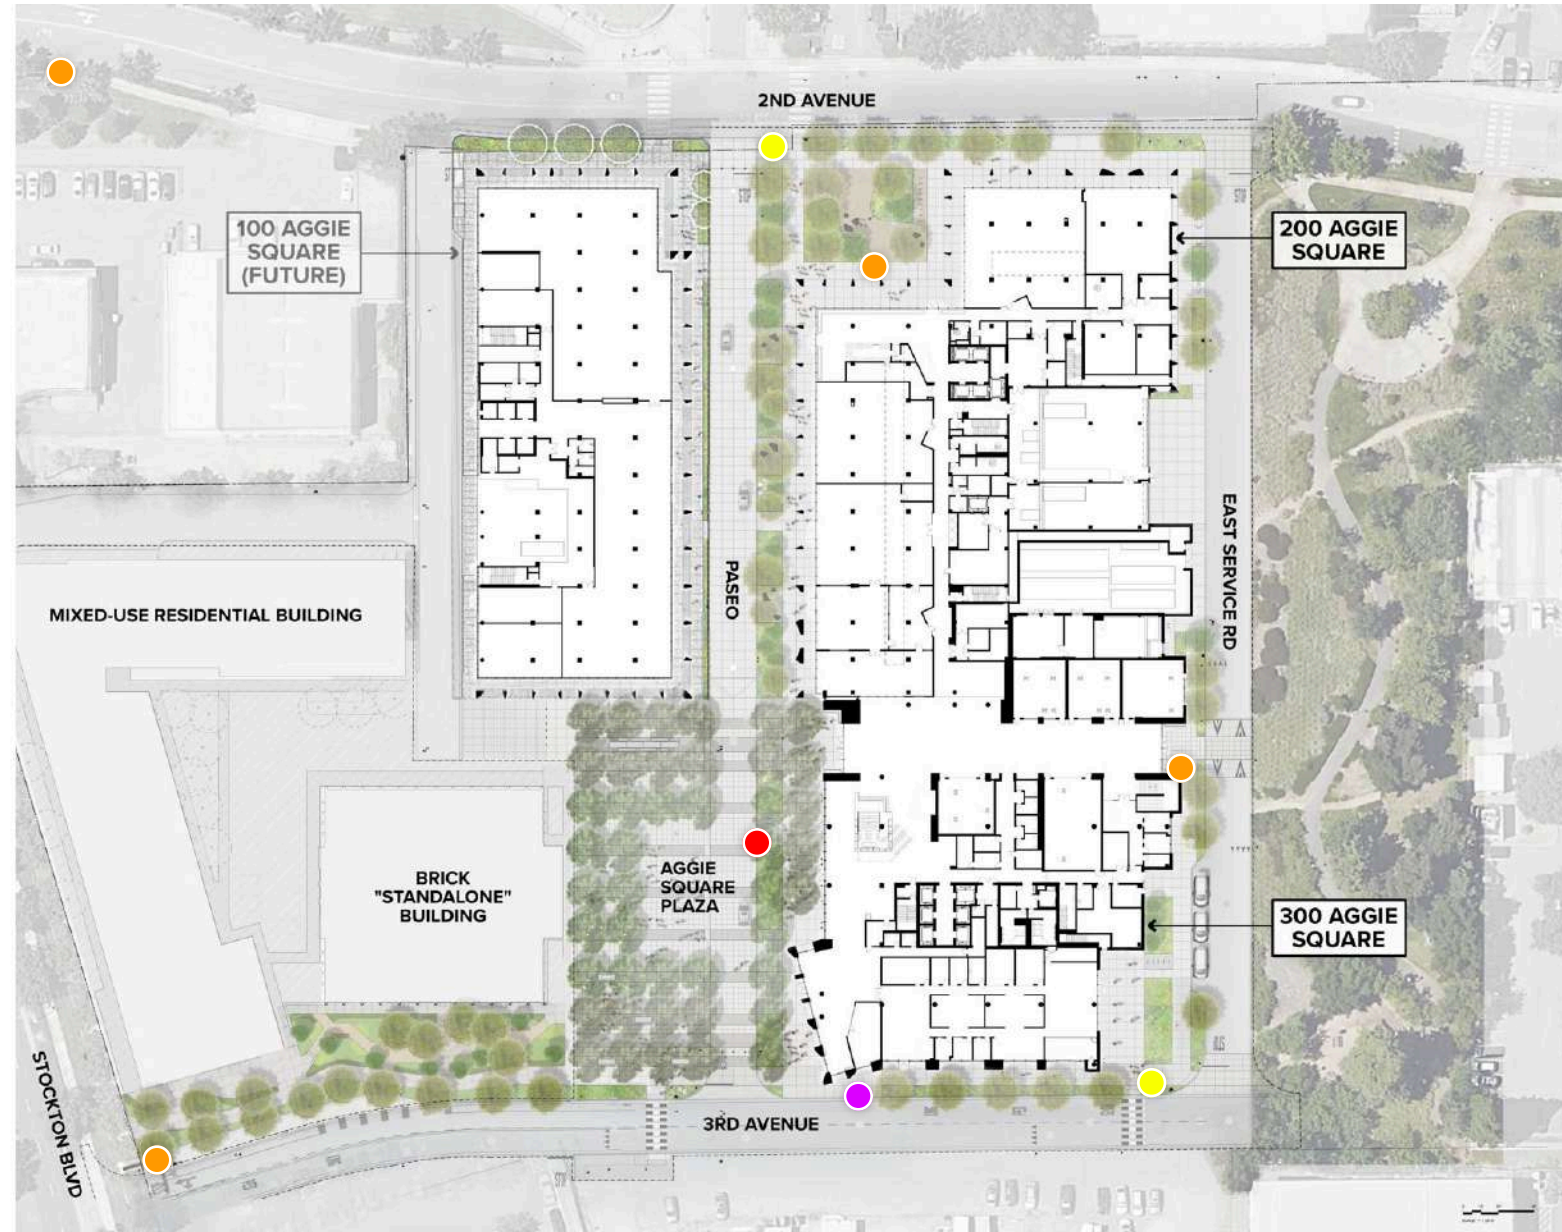 2ND AVENUE
100 AGGIE
SQUARE
(FUTURE)
200 AGGIE
SQUARE
EAST SERVICE RD
PASEO
MIXED-USE RESIDENTIAL BUILDING
AGGIE
SQUARE
PLAZA
BRICK
"STANDALONE"
BUILDING
300 AGGIE
SQUARE
STOCKTON BLVD
3RD AVENUE